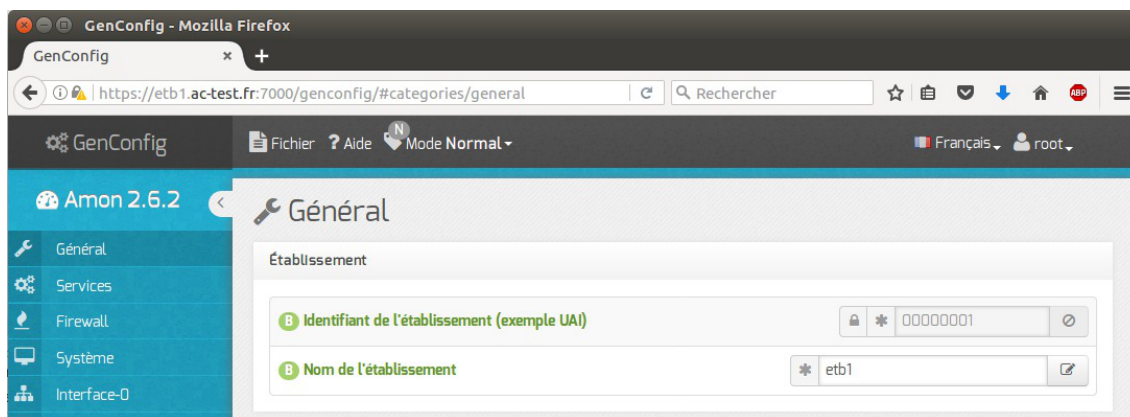 GenConfig - Mozilla Firefox
GenConfig
https://etb1.ac-test.fr:7000/genconfig/#categories/general
Rechercher
ABP
GenConfig
Fichier ? Aide N Mode Normal
Français root
Amon 2.6.2
Général
Général
Établissement
Services
B Identifiant de l'établissement (exemple UAI) * 00000001
Firewall
Système
B Nom de l'établissement * etb1
Interface-0